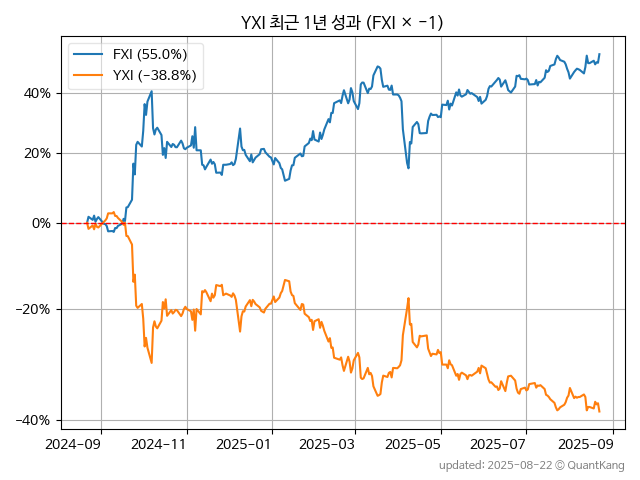 YXI 최근 1년 성과 (FXI × −1)
FXI (55.0%)
YXI (−38.8%)
40%
20%
0%
−20%
−40%
2024-09 2024-11 2025-01 2025-03 2025-05 2025-07 2025-09
updated: 2025-08-22 © QuantKang